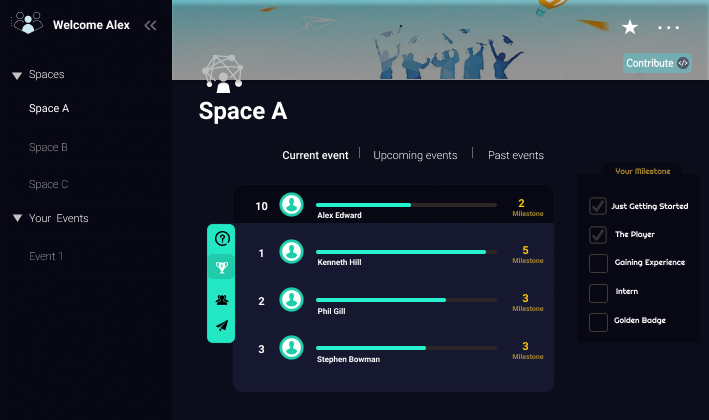 Welcome Alex
Spaces
Space A
Space B
Space C
Your Events
Event 1
Contribute
Space A
Current event
Upcoming events
Past events
10
Alex Edward
2
Milestone
1
Kenneth Hill
5
Milestone
2
Phil Gill
3
Milestone
3
Stephen Bowman
3
Milestone
Your Milestone
Just Getting Started
The Player
Gaining Experience
Intern
Golden Badge